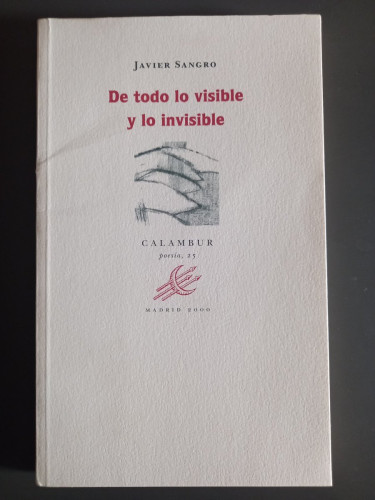 JAVIER SANGRO
De todo lo visible
y lo invisible
CALAMBUR
poesía, 25
MADRID 2000